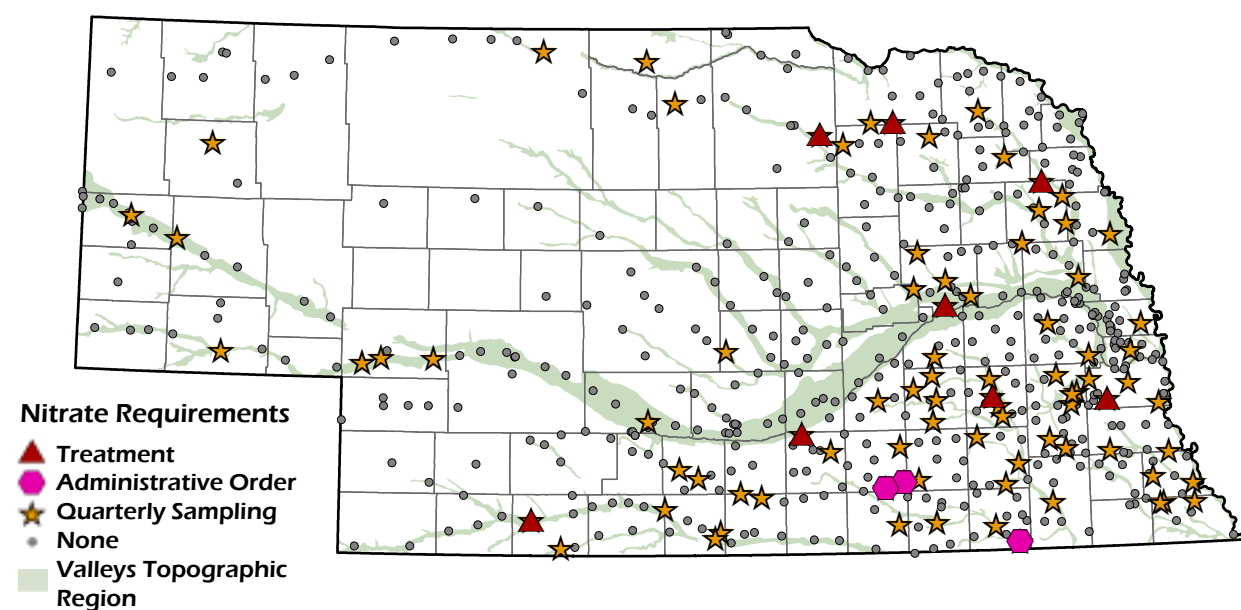 Nitrate Requirements
Treatment
Administrative Order
Quarterly Sampling
None
Valleys Topographic
Region